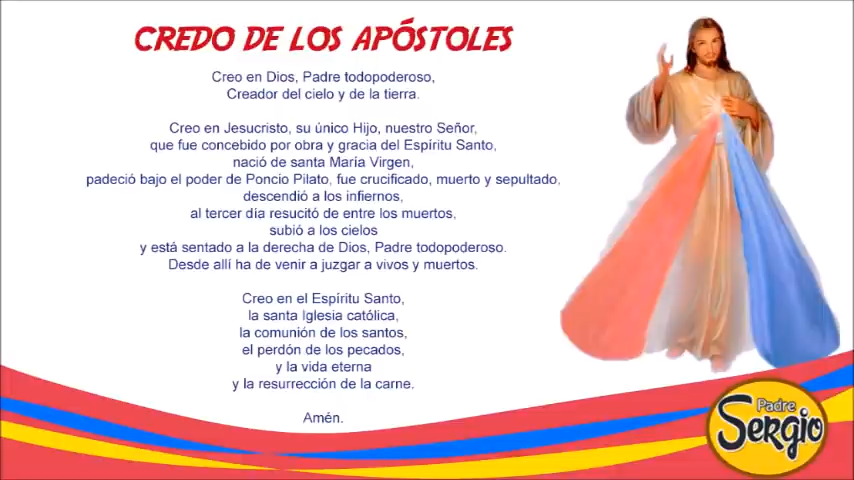 CREDO DE LOS APÓSTOLES
Creo en Dios, Padre todopoderoso,
Creador del cielo y de la tierra.
Creo en Jesucristo, su único Hijo, nuestro Señor,
que fue concebido por obra y gracia del Espíritu Santo,
nació de santa María Virgen,
padeció bajo el poder de Poncio Pilato, fue crucificado, muerto y sepultado,
descendió a los infiernos,
al tercer día resucitó de entre los muertos,
subió a los cielos
y está sentado a la derecha de Dios, Padre todopoderoso.
Desde allí ha de venir a juzgar a vivos y muertos.
Creo en el Espíritu Santo,
la santa Iglesia católica,
la comunión de los santos,
el perdón de los pecados,
y la vida eterna
y la resurrección de la carne.
Amén.
Padre
Sergio